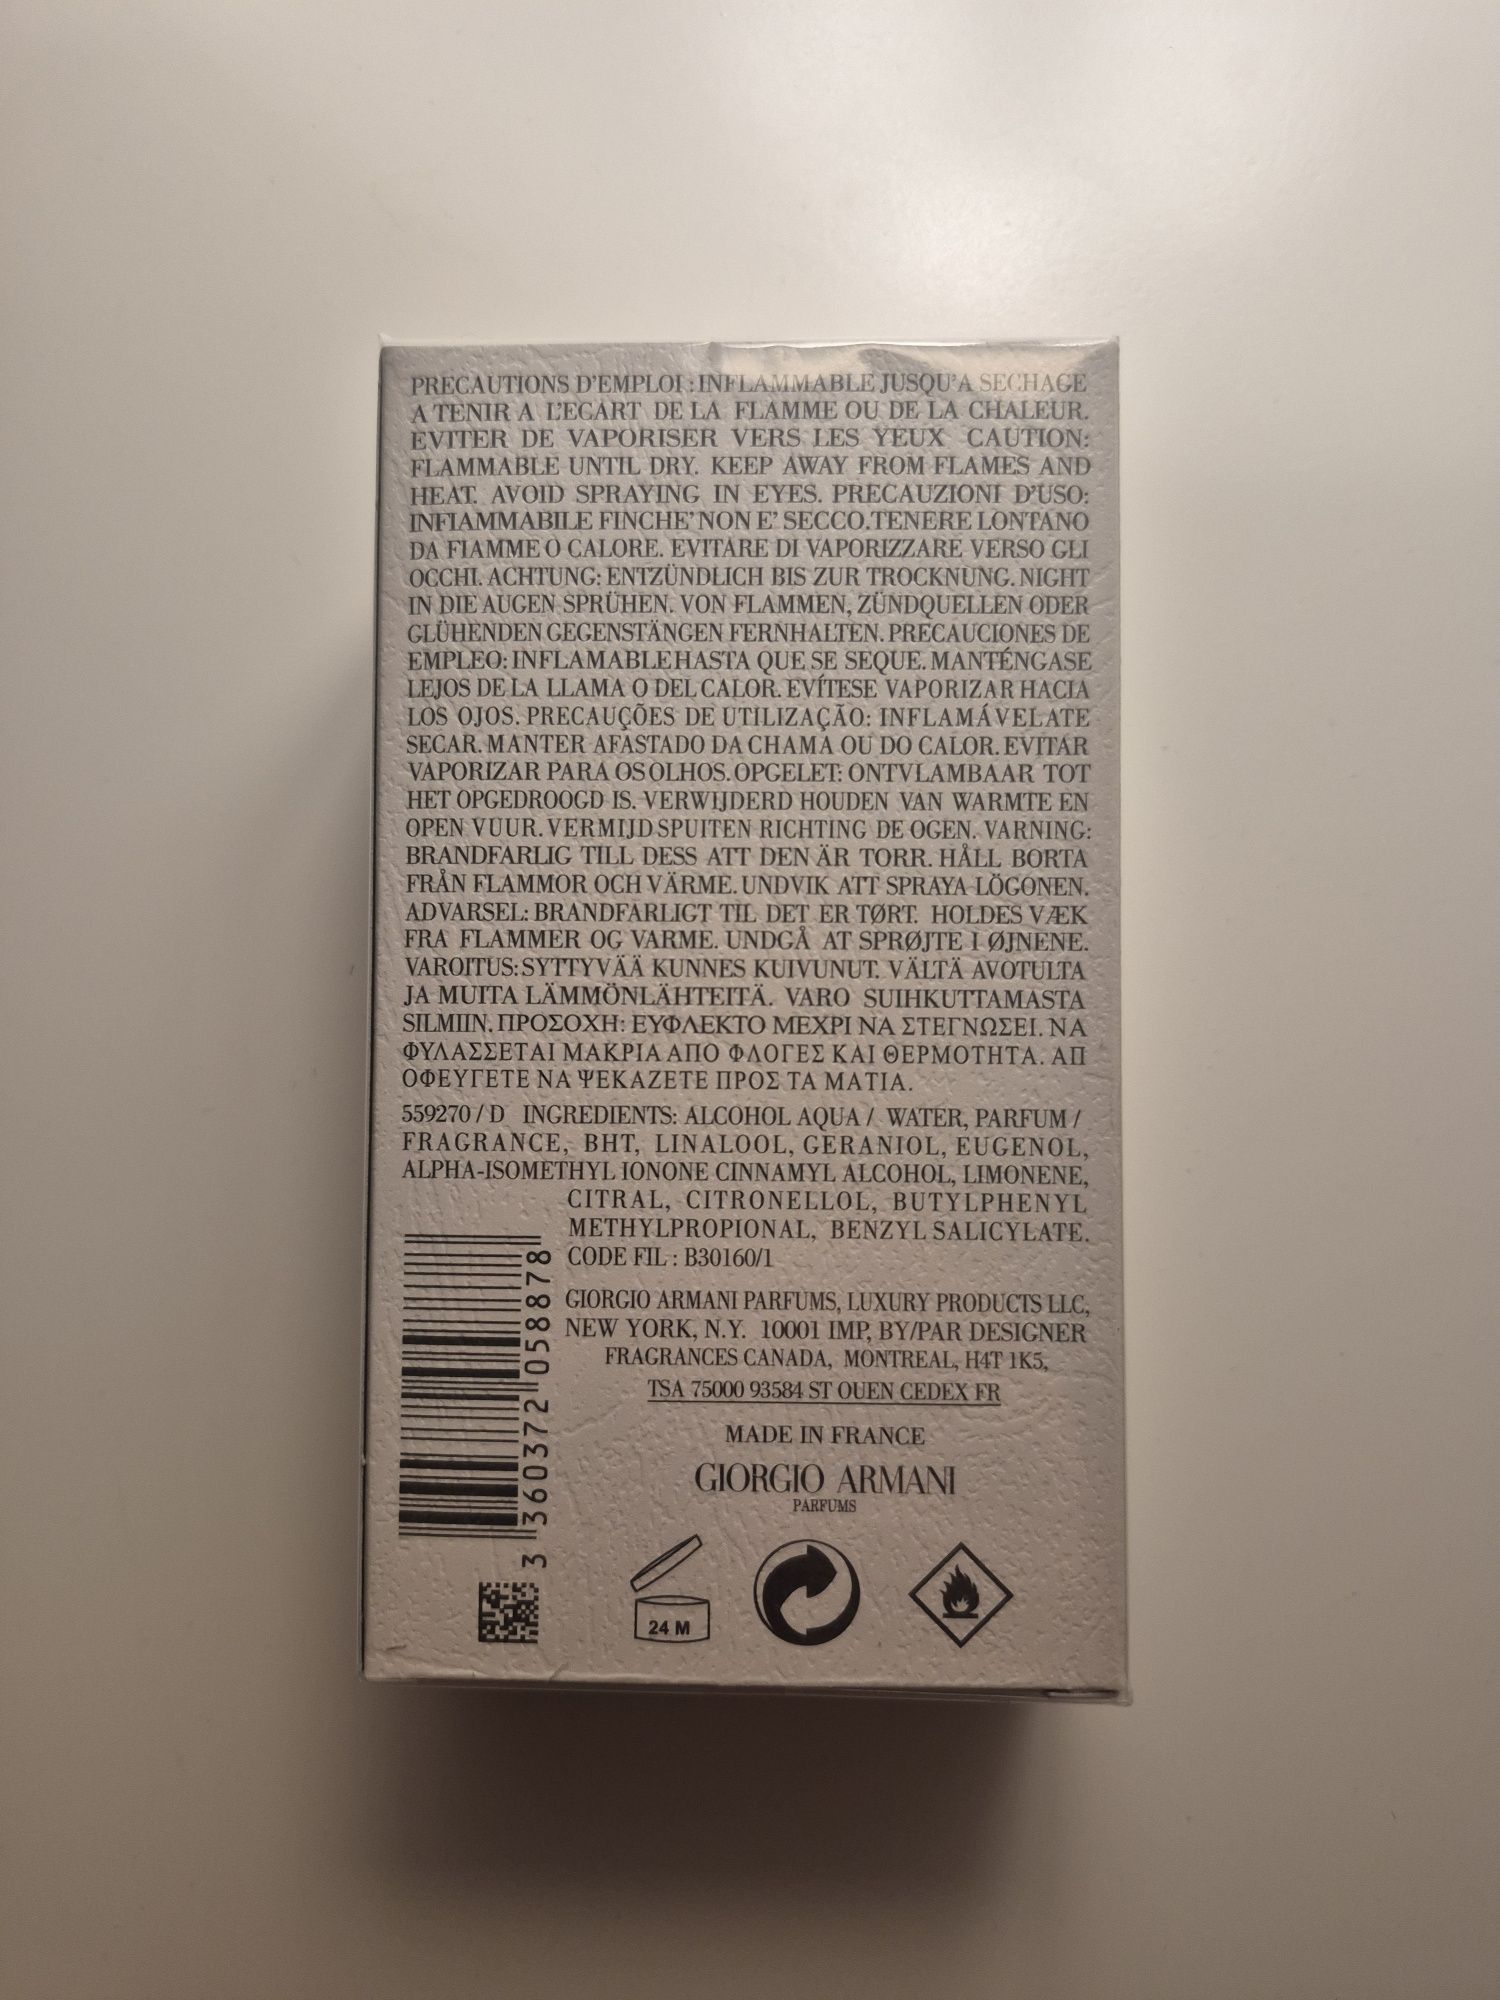 PRECAUTIONS D'EMPLOI : INFLAMMABLE JUSQU'A SECHAGE
A TENIR A L'ECART DE LA FLAMME OU DE LA CHALEUR.
EVITER DE VAPORISER VERS LES YEUX CAUTION:
FLAMMABLE UNTIL DRY. KEEP AWAY FROM FLAMES AND
HEAT. AVOID SPRAYING IN EYES. PRECAUZIONI D'USO:
INFIAMMABILE FINCHE' NON E' SECCO. TENERE LONTANO
DA FIAMME O CALORE. EVITARE DI VAPORIZZARE VERSO GLI
OCCHI. ACHTUNG: ENTZÜNDLICH BIS ZUR TROCKNUNG. NIGHT
IN DIE AUGEN SPRÜHEN. VON FLAMMEN, ZÜNDQUELLEN ODER
GLÜHENDEN GEGENSTÄNGEN FERNHALTEN. PRECAUCIONES DE
EMPLEO: INFLAMABLE HASTA QUE SE SEQUE. MANTÉNGASE
LEJOS DE LA LLAMA O DEL CALOR. EVÍTESE VAPORIZAR HACIA
LOS OJOS. PRECAUÇÕES DE UTILIZAÇÃO: INFLAMÁVELATE
SECAR. MANTER AFASTADO DA CHAMA OU DO CALOR. EVITAR
VAPORIZAR PARA OS OLHOS. OPGELET: ONTVLAMBAAR TOT
HET OPGEDROOGD IS. VERWIJDERD HOUDEN VAN WARMTE EN
OPEN VUUR. VERMIJD SPUITEN RICHTING DE OGEN. VARNING:
BRANDFARLIG TILL DESS ATT DEN ÄR TORR. HÅLL BORTA
FRÅN FLAMMOR OCH VÄRME. UNDVIK ATT SPRAYA LÖGONEN.
ADVARSEL: BRANDFARLIGT TIL DET ER TØRT. HOLDES VÆK
FRA FLAMMER OG VARME. UNDGÅ AT SPRØJTE I ØJNENE.
VAROITUS: SYTTYVÄÄ KUNNES KUIVUNUT. VÄLTÄ AVOTULTA
JA MUITA LÄMMÖNLÄHTEITÄ. VARO SUIHKUTTAMASTA
SILMIIN. ΠΡΟΣΟΧΗ: ΕΥΦΛΕΚΤΟ ΜΕΧΡΙ ΝΑ ΣΤΕΓΝΩΣΕΙ. ΝΑ
ΦΥΛΑΣΣΕΤΑΙ ΜΑΚΡΙΑ ΑΠΟ ΦΛΟΓΕΣ ΚΑΙ ΘΕΡΜΟΤΗΤΑ. ΑΠ
ΟΦΕΥΓΕΤΕ ΝΑ ΨΕΚΑΖΕΤΕ ΠΡΟΣ ΤΑ ΜΑΤΙΑ.
559270 / D INGREDIENTS: ALCOHOL AQUA / WATER, PARFUM /
FRAGRANCE, BHT, LINALOOL, GERANIOL, EUGENOL,
ALPHA-ISOMETHYL IONONE CINNAMYL ALCOHOL, LIMONENE,
CITRAL, CITRONELLOL, BUTYLPHENYL
METHYLPROPIONAL, BENZYL SALICYLATE.
CODE FIL : B30160/1
GIORGIO ARMANI PARFUMS, LUXURY PRODUCTS LLC,
NEW YORK, N.Y. 10001 IMP, BY/PAR DESIGNER
FRAGRANCES CANADA, MONTREAL, H4T 1K5,
TSA 75000 93584 ST OUEN CEDEX FR
MADE IN FRANCE
GIORGIO ARMANI
PARFUMS
3 360372 058878
24 M